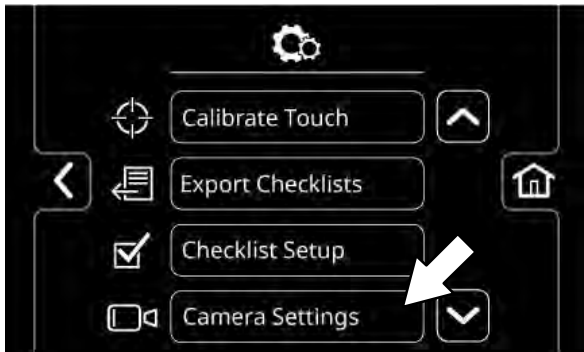 Calibrate Touch
Export Checklists
Checklist Setup
Camera Settings